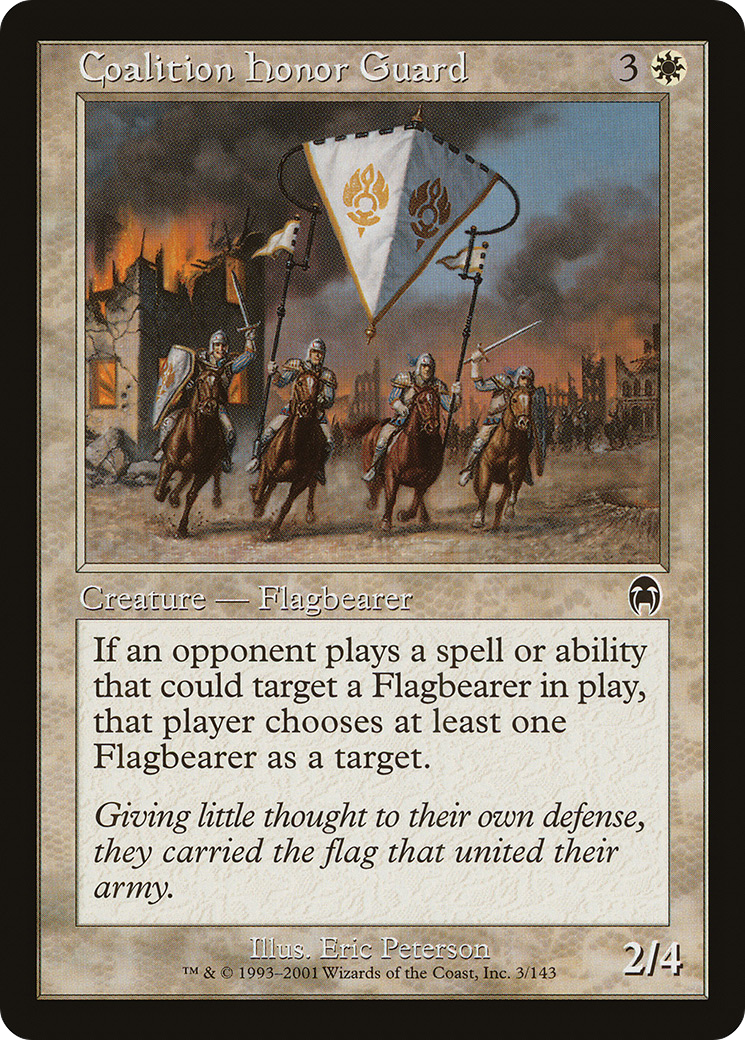 Coalition Honor Guard
3
Creature — Flagbearer
If an opponent plays a spell or ability
that could target a Flagbearer in play,
that player chooses at least one
Flagbearer as a target.
Giving little thought to their own defense,
they carried the flag that united their
army.
Illus. Eric Peterson
™ & © 1993–2001 Wizards of the Coast, Inc. 3/143
2/4